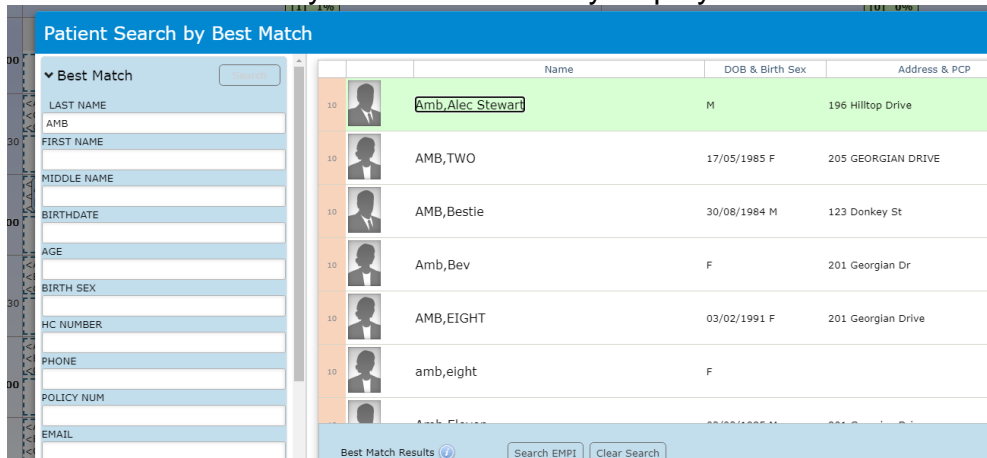 Patient Search by Best Match
Best Match
Search
LAST NAME
AMB
FIRST NAME
MIDDLE NAME
BIRTHDATE
AGE
BIRTH SEX
HC NUMBER
PHONE
POLICY NUM
EMAIL
Name DOB & Birth Sex Address & PCP
10 Amb,Alec Stewart M 196 Hilltop Drive
10 AMB,TWO 17/05/1985 F 205 GEORGIAN DRIVE
10 AMB,Bestie 30/08/1984 M 123 Donkey St
10 Amb,Bev F 201 Georgian Dr
10 AMB,EIGHT 03/02/1991 F 201 Georgian Drive
10 amb,eight F
Best Match Results Search EMPI Clear Search